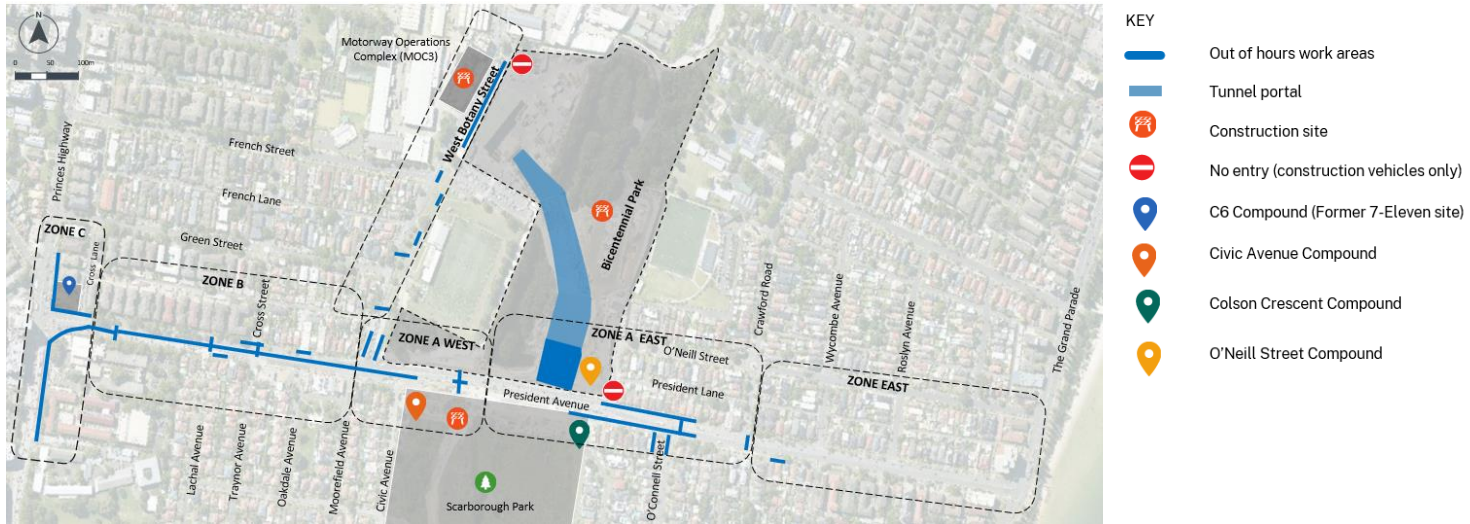 N
0 50 100m
Motorway Operations
Complex (MOC3)
West Botany Street
French Street
French Lane
Green Street
Princes Highway
ZONE C
Cross Lane
ZONE B
Cross Street
ZONE A WEST
ZONE A EAST
Bicentennial Park
O'Neill Street
President Lane
President Avenue
Crawford Road
Wycombe Avenue
Roslyn Avenue
The Grand Parade
ZONE EAST
Lachal Avenue
Traynor Avenue
Oakdale Avenue
Moorefield Avenue
Civic Avenue
O'Connell Street
Scarborough Park
KEY
Out of hours work areas
Tunnel portal
Construction site
No entry (construction vehicles only)
C6 Compound (Former 7-Eleven site)
Civic Avenue Compound
Colson Crescent Compound
O'Neill Street Compound